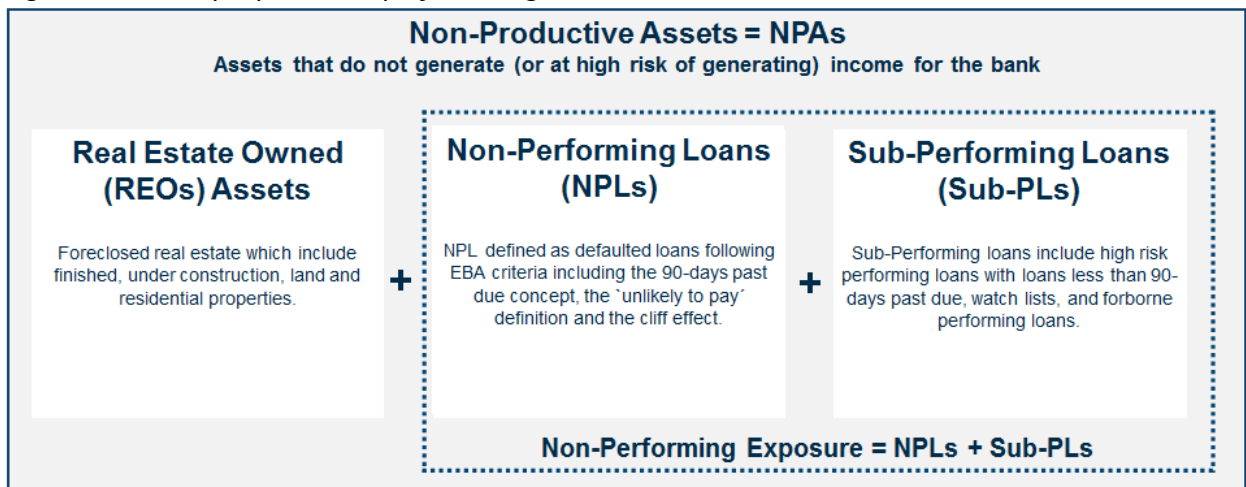 Non-Productive Assets = NPAs
Assets that do not generate (or at high risk of generating) income for the bank
Real Estate Owned
(REOs) Assets
Foreclosed real estate which include
finished, under construction, land and
residential properties.
+
Non-Performing Loans
(NPLs)
NPL defined as defaulted loans following
EBA criteria including the 90-days past
due concept, the `unlikely to pay´
definition and the cliff effect.
+
Sub-Performing Loans
(Sub-PLs)
Sub-Performing loans include high risk
performing loans with loans less than 90-
days past due, watch lists, and forborne
performing loans.
Non-Performing Exposure = NPLs + Sub-PLs